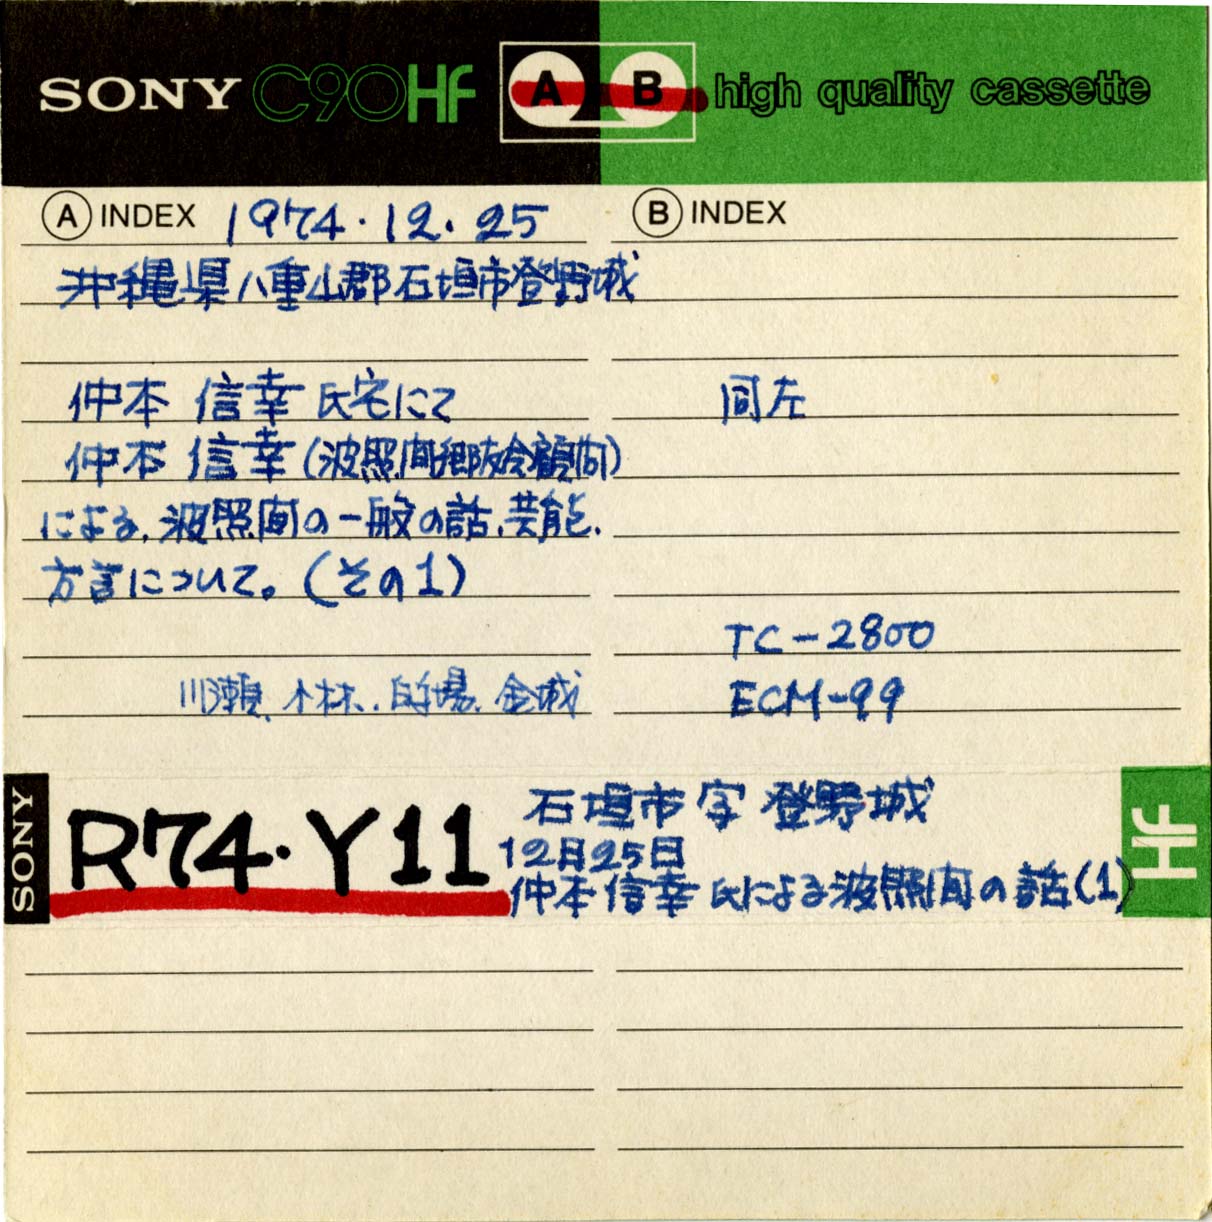 SONY C90HF A B high quality cassette
A INDEX 1974.12.25
沖縄県八重山郡石垣市登野城
仲本 信幸 氏宅にて
仲本 信幸(波照間郷友会顧問)
による、波照間の一般の話、芸能、
方言について。(その1)
川瀬、小林、的場、金城
B INDEX
同左
TC-2800
ECM-99
SONY
R74・Y11
石垣市 字 登野城
12月25日
仲本 信幸 氏による波照間の話(1)
HF